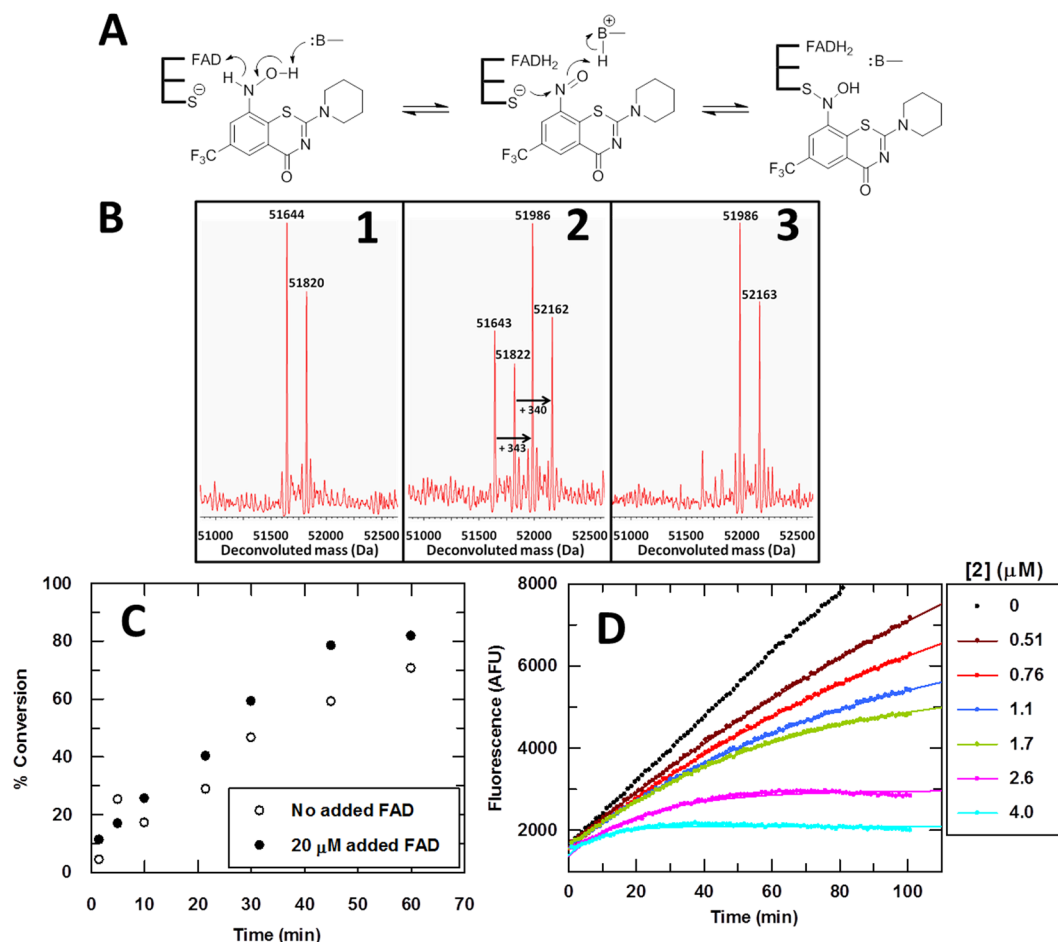 A
FAD
H
N
O
H
:B
S
⊖
S
N
N
F3C
O
⊕
B
H
FADH2
N
O
S
⊖
S
N
N
F3C
O
FADH2
:B
S
N
OH
S
N
N
F3C
O
B
1
51644
51820
51000 51500 52000 52500
Deconvoluted mass (Da)
2
51986
51643
52162
51822
+ 340
+ 343
51000 51500 52000 52500
Deconvoluted mass (Da)
3
51986
52163
51000 51500 52000 52500
Deconvoluted mass (Da)
C
% Conversion
100
80
60
40
20
0
No added FAD
20 μM added FAD
0 10 20 30 40 50 60 70
Time (min)
D
Fluorescence (AFU)
8000
6000
4000
2000
0 20 40 60 80 100
Time (min)
[2] (μM)
0
0.51
0.76
1.1
1.7
2.6
4.0